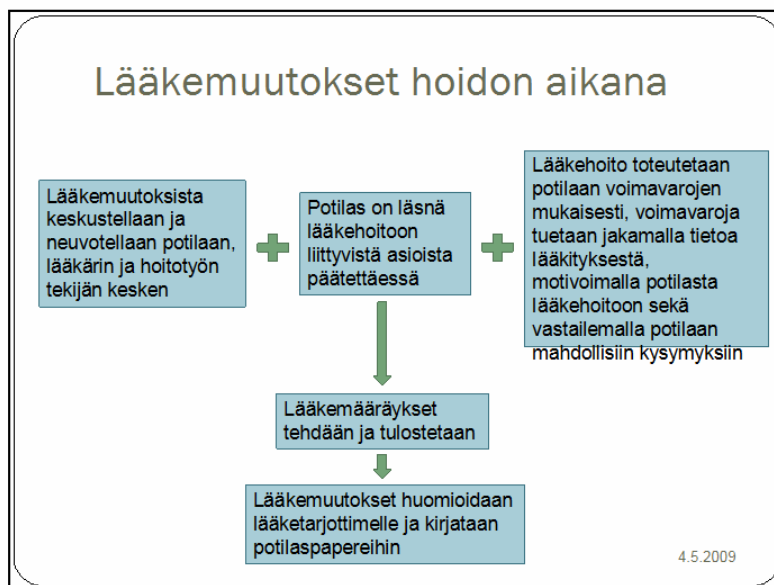 Lääkemuutokset hoidon aikana
Lääkemuutoksista
keskustellaan ja
neuvotellaan potilaan,
lääkärin ja hoitotyön
tekijän kesken
Potilas on läsnä
lääkehoitoon
liittyvistä asioista
päätettäessä
Lääkehoito toteutetaan
potilaan voimavarojen
mukaisesti, voimavaroja
tuetaan jakamalla tietoa
lääkityksestä,
motivoimalla potilasta
lääkehoitoon sekä
vastailemalla potilaan
mahdollisiin kysymyksiin
Lääkemääräykset
tehdään ja tulostetaan
Lääkemuutokset huomioidaan
lääketarjottimelle ja kirjataan
potilaspapereihin
4.5.2009